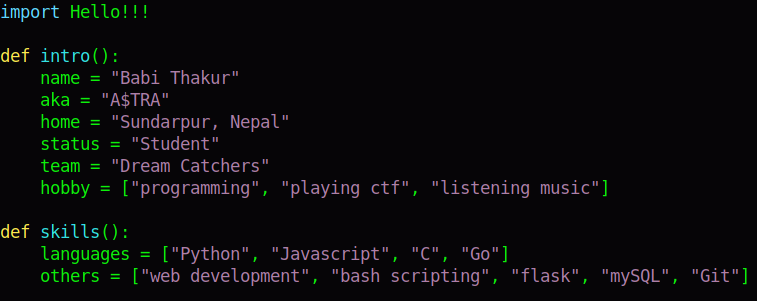 import Hello!!!
def intro():
    name = "Babi Thakur"
    aka = "A$TRA"
    home = "Sundarpur, Nepal"
    status = "Student"
    team = "Dream Catchers"
    hobby = ["programming", "playing ctf", "listening music"]
def skills():
    languages = ["Python", "Javascript", "C", "Go"]
    others = ["web development", "bash scripting", "flask", "mySQL", "Git"]